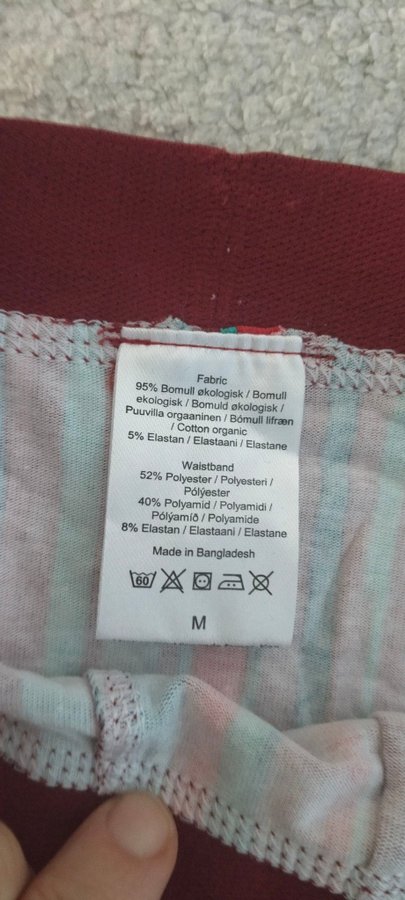 Fabric
95% Bomull økologisk / Bomull
ekologisk / Bomuld økologisk /
Puuvilla orgaaninen / Bómull lífræn
/ Cotton organic
5% Elastan / Elastaani / Elastane
Waistband
52% Polyester / Polyesteri /
Pólýester
40% Polyamid / Polyamidi /
Pólýamíð / Polyamide
8% Elastan / Elastaani / Elastane
Made in Bangladesh
60
M